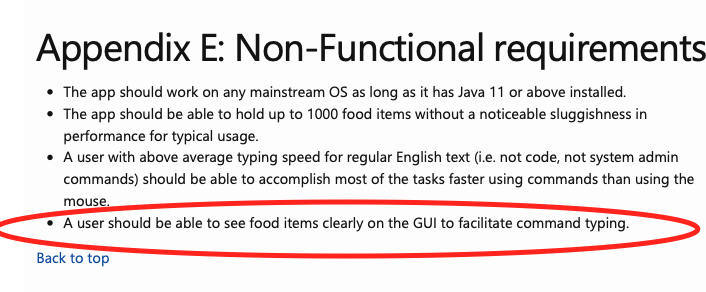 Appendix E: Non-Functional requirements
• The app should work on any mainstream OS as long as it has Java 11 or above installed.
• The app should be able to hold up to 1000 food items without a noticeable sluggishness in
performance for typical usage.
• A user with above average typing speed for regular English text (i.e. not code, not system admin
commands) should be able to accomplish most of the tasks faster using commands than using the
mouse.
• A user should be able to see food items clearly on the GUI to facilitate command typing.
Back to top